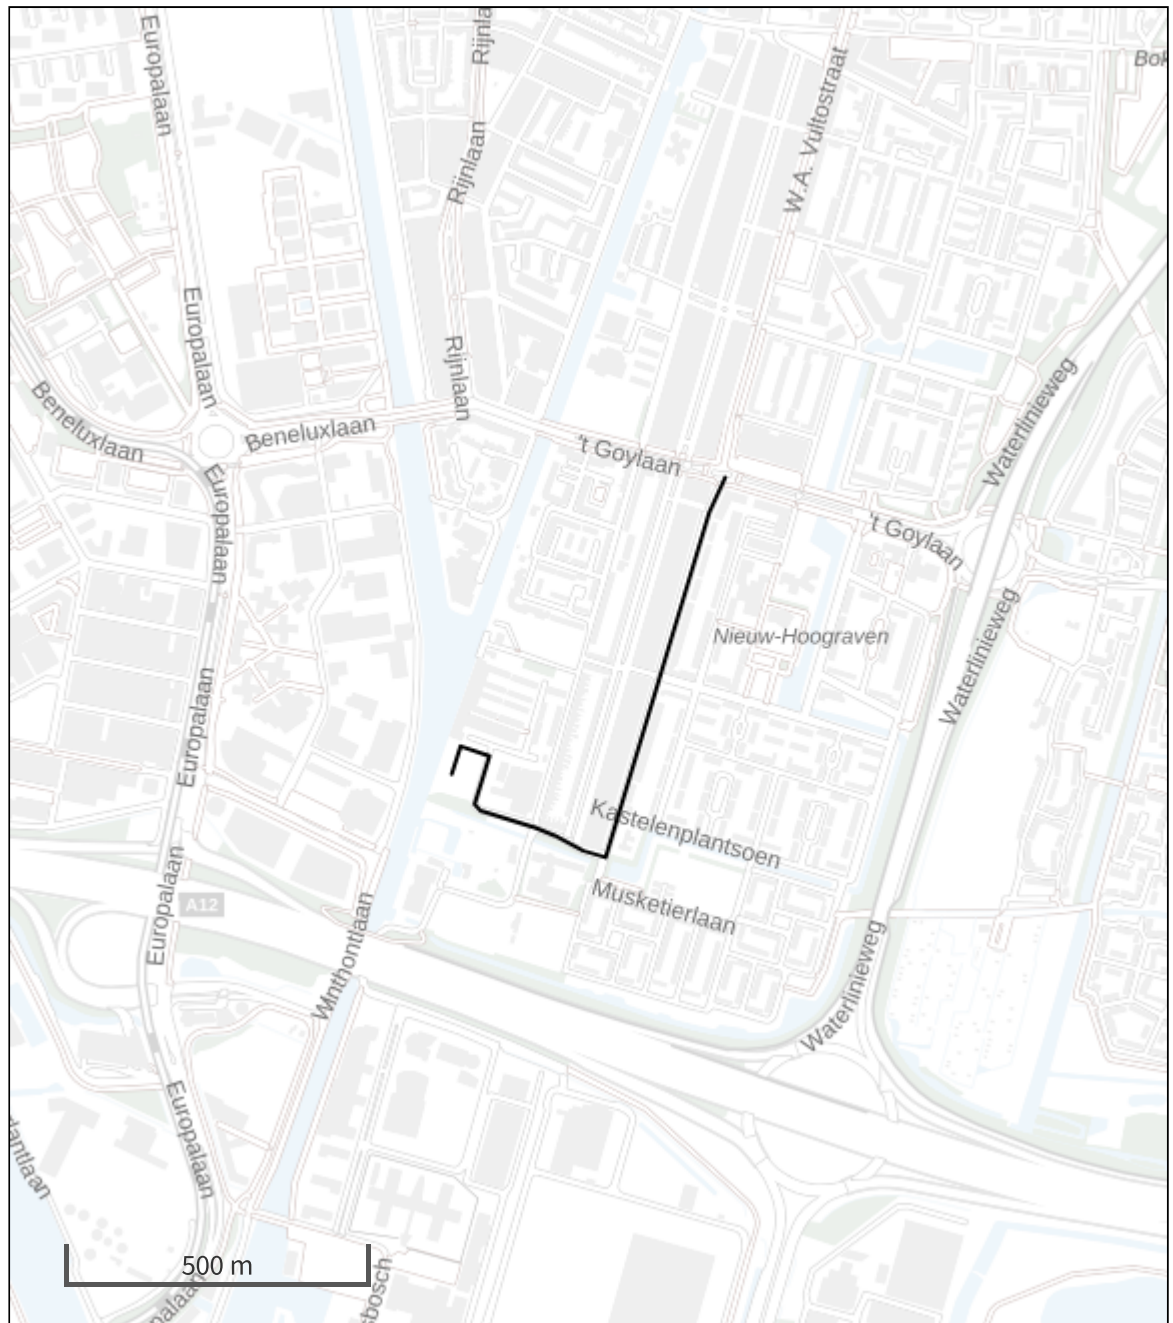 Europalaan
Rijnlaan
W.A. Vultostraat
Rijnlaan
Europalaan
Rijnlaan
Waterlinieweg
Beneluxlaan
Beneluxlaan
't Goylaan
Europalaan
't Goylaan
Nieuw-Hoograven
Waterlinieweg
Europalaan
Kastelenplantsoen
Musketierlaan
A12
Europalaan
Winthontlaan
Waterlinieweg
Europalaan
500 m